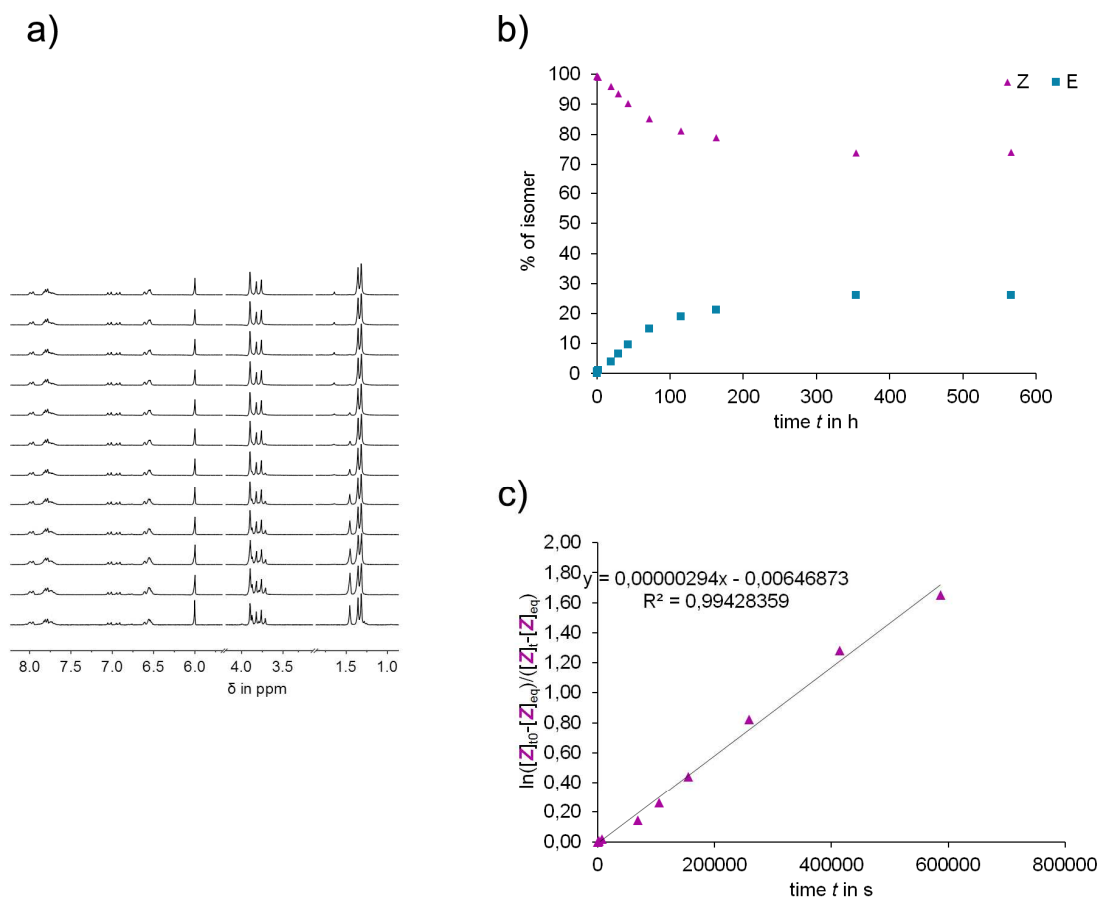 a)
8.0 7.5 7.0 6.5 6.0 4.0 3.5 1.5 1.0
δ in ppm
b)
100
90
80
70
60
50
40
30
20
10
0
% of isomer
Z E
0 100 200 300 400 500 600
time t in h
c)
2,00
1,80
1,60
1,40
1,20
1,00
0,80
0,60
0,40
0,20
0,00
ln([Z]t0-[Z]eq)/([Z]t-[Z]eq)
y = 0,00000294x - 0,00646873
R² = 0,99428359
0 200000 400000 600000 800000
time t in s